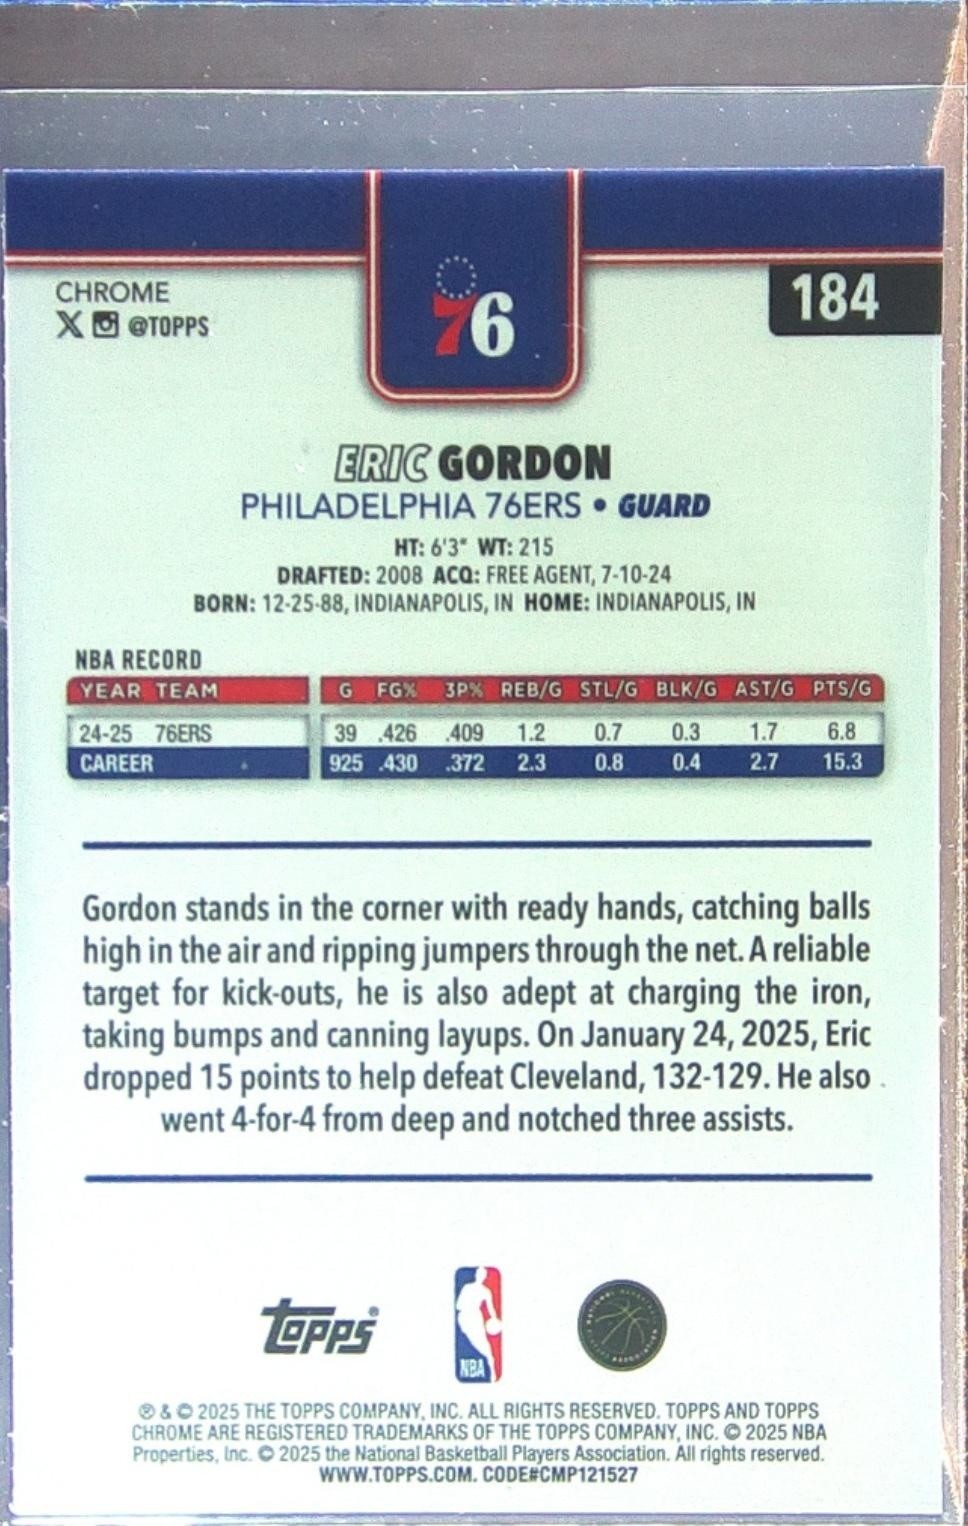 CHROME
X @TOPPS
76
184
ERIC GORDON
PHILADELPHIA 76ERS • GUARD
HT: 6'3" WT: 215
DRAFTED: 2008 ACQ: FREE AGENT, 7-10-24
BORN: 12-25-88, INDIANAPOLIS, IN HOME: INDIANAPOLIS, IN
NBA RECORD
YEAR TEAM G FG% 3P% REB/G STL/G BLK/G AST/G PTS/G
24-25 76ERS 39 .426 .409 1.2 0.7 0.3 1.7 6.8
CAREER 925 .430 .372 2.3 0.8 0.4 2.7 15.3
Gordon stands in the corner with ready hands, catching balls
high in the air and ripping jumpers through the net. A reliable
target for kick-outs, he is also adept at charging the iron,
taking bumps and canning layups. On January 24, 2025, Eric
dropped 15 points to help defeat Cleveland, 132-129. He also
went 4-for-4 from deep and notched three assists.
Topps®
NBA
® & © 2025 THE TOPPS COMPANY, INC. ALL RIGHTS RESERVED. TOPPS AND TOPPS
CHROME ARE REGISTERED TRADEMARKS OF THE TOPPS COMPANY, INC. © 2025 NBA
Properties, Inc. © 2025 the National Basketball Players Association. All rights reserved.
WWW.TOPPS.COM. CODE#CMP121527